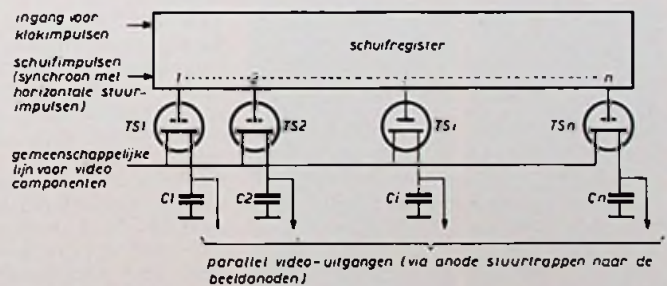 ingang voor
klokimpulsen
schuifregister
schuifimpulsen
(synchroon met
horizontale stuur-
impulsen)
1 2 i n
TS1 TS2 TSi TSn
gemeenschappelijke
lijn voor video
componenten
C1 C2 Ci Cn
parallel video-uitgangen (via anode stuurtrappen naar de
beeldanoden)